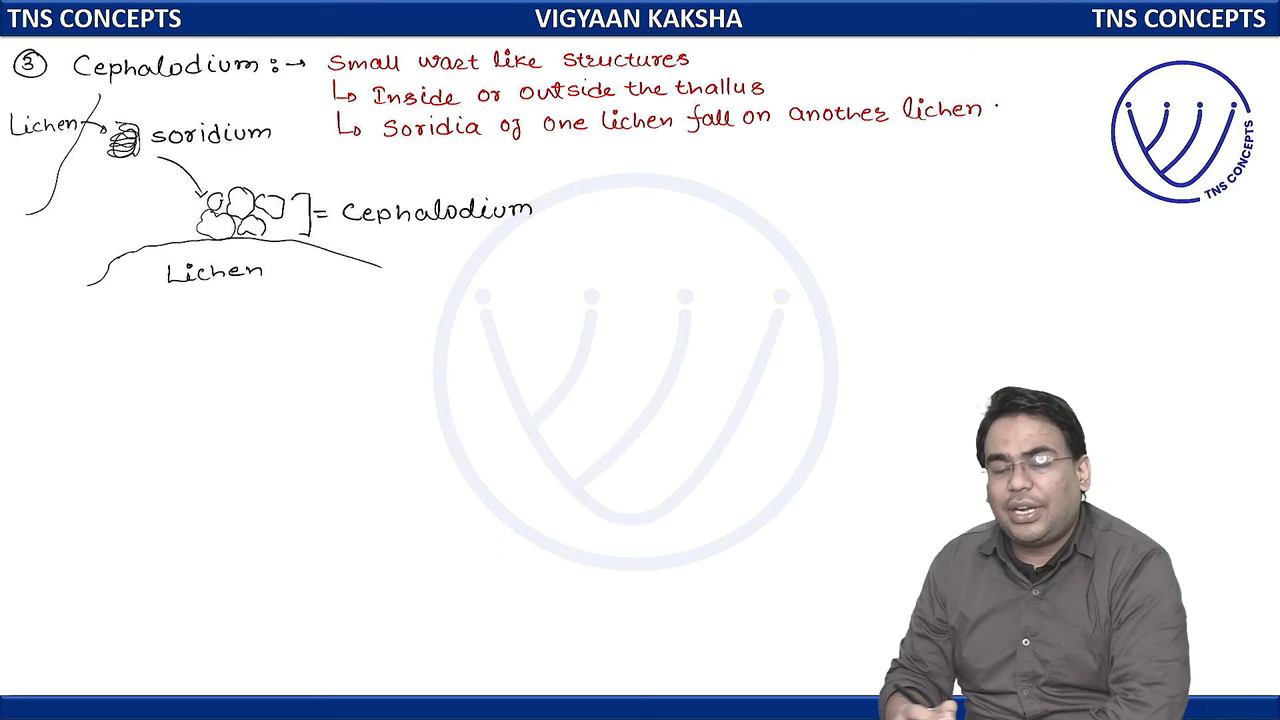 TNS CONCEPTS VIGYAAN KAKSHA TNS CONCEPTS
③ Cephalodium :→ Small wart like structures
↳ Inside or outside the thallus
↳ Soridia of one lichen fall on another lichen.
Lichen
soridium
= Cephalodium
Lichen
TNS CONCEPTS